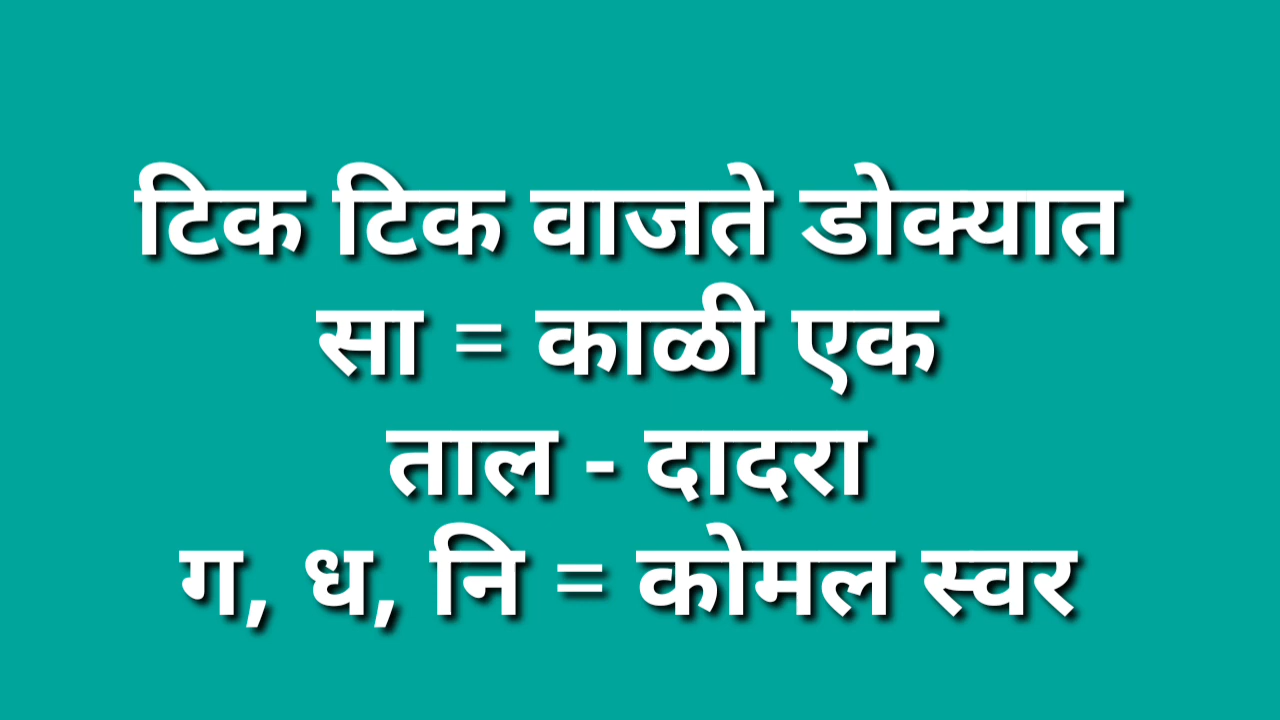 टिक टिक वाजते डोक्यात
सा = काळी एक
ताल - दादरा
ग, ध, नि = कोमल स्वर